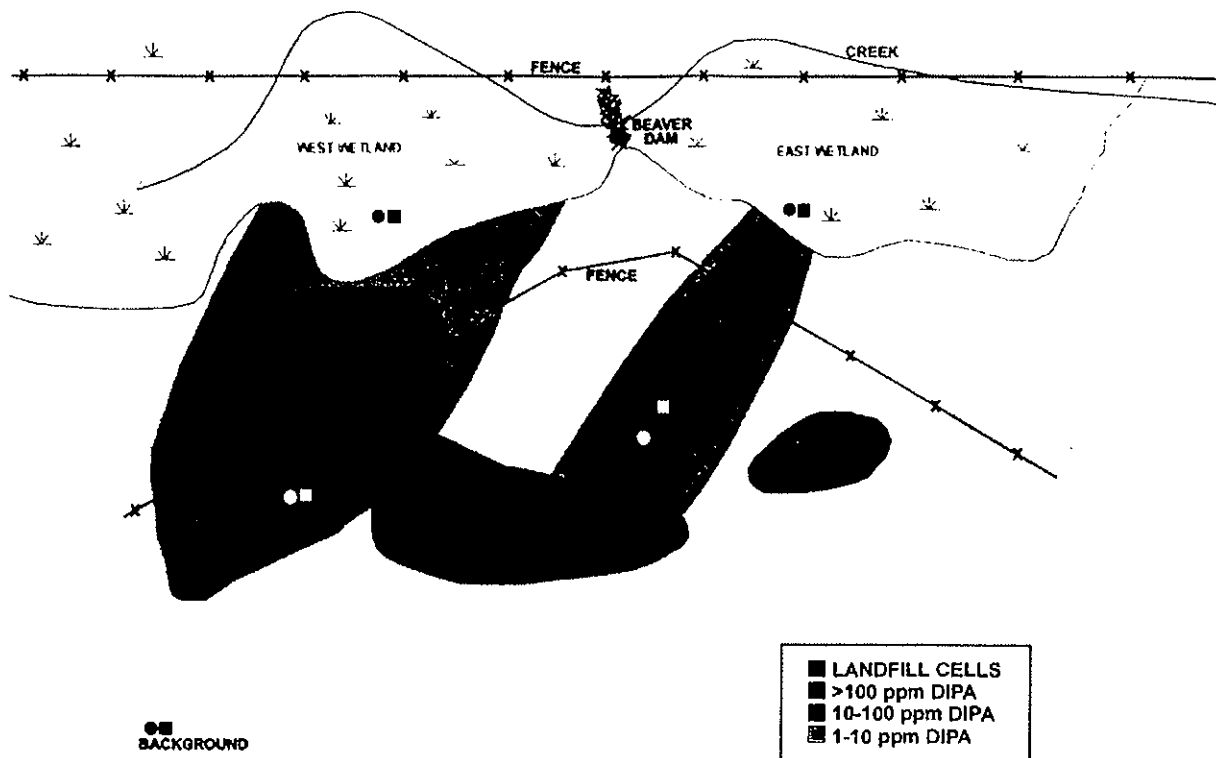 CREEK
FENCE
BEAVER
DAM
WEST WETLAND
EAST WETLAND
FENCE
LANDFILL CELLS
>100 ppm DIPA
10-100 ppm DIPA
1-10 ppm DIPA
BACKGROUND